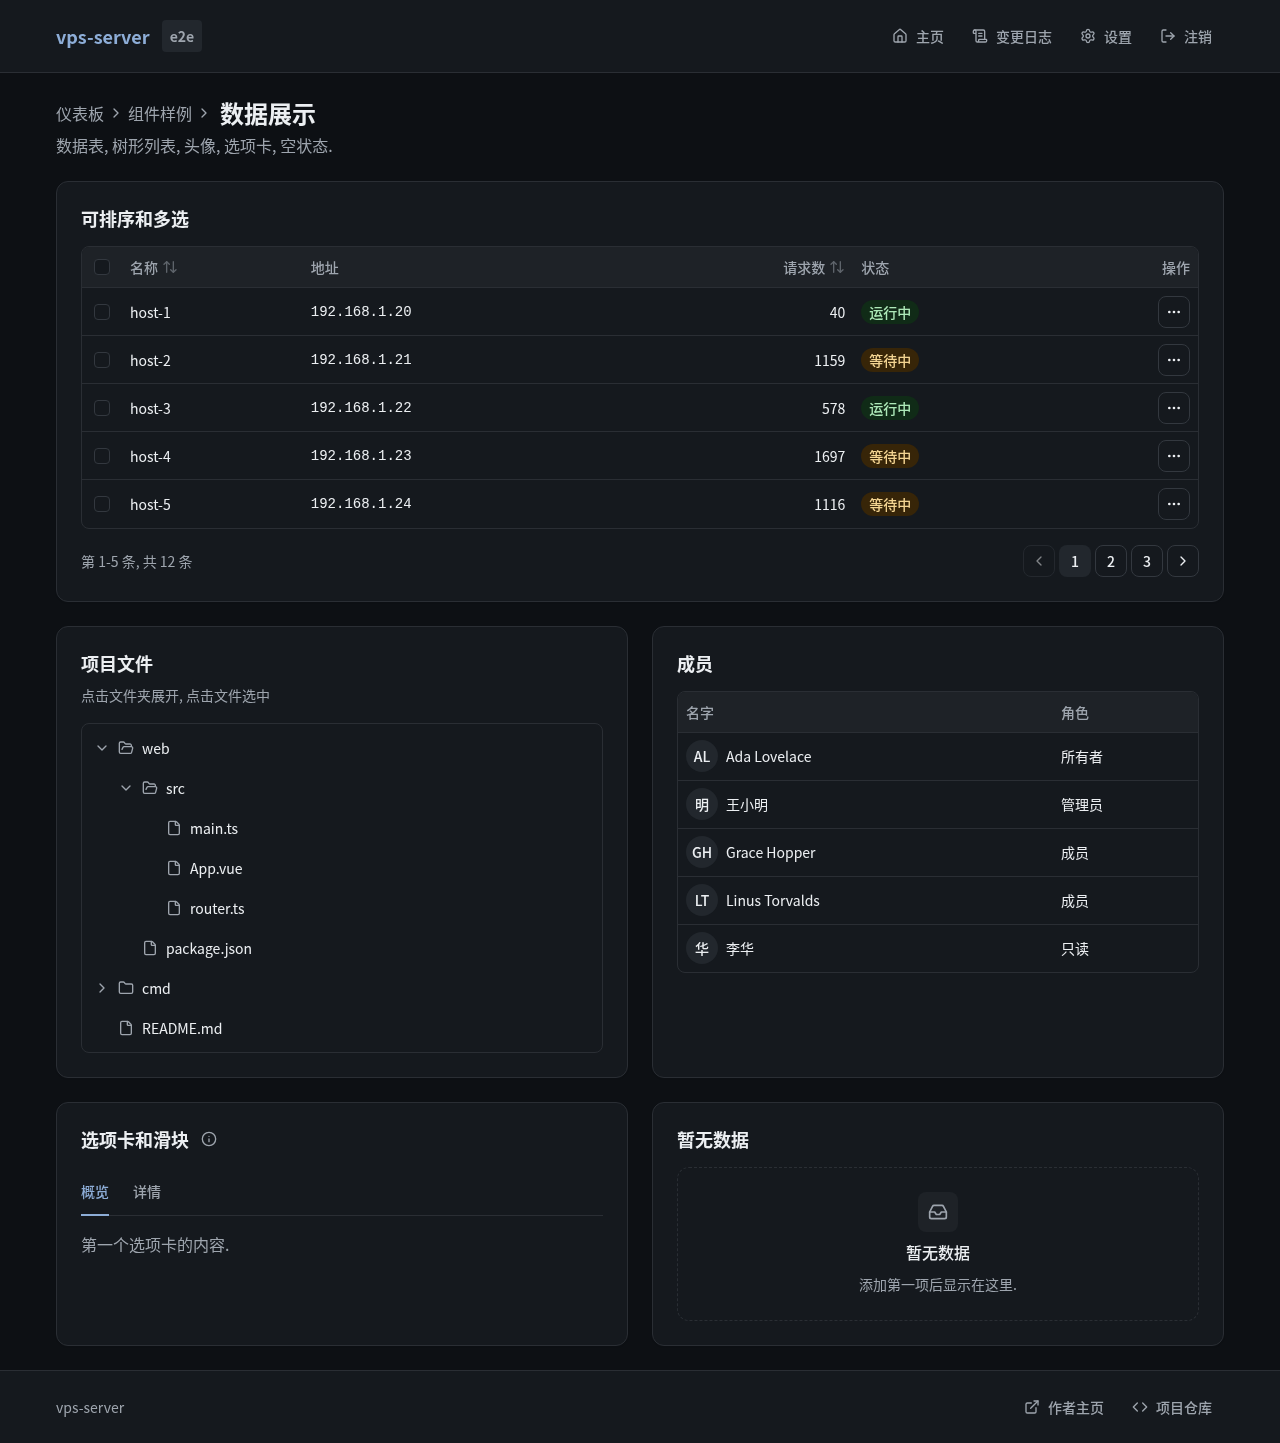 vps-server e2e 主页 变更日志 设置 注销
仪表板 组件样例 数据展示
数据表, 树形列表, 头像, 选项卡, 空状态.
可排序和多选
名称 地址 请求数 状态 操作
host-1 192.168.1.20 40 运行中
host-2 192.168.1.21 1159 等待中
host-3 192.168.1.22 578 运行中
host-4 192.168.1.23 1697 等待中
host-5 192.168.1.24 1116 等待中
第 1-5 条, 共 12 条 1 2 3
项目文件
点击文件夹展开, 点击文件选中
web
src
main.ts
App.vue
router.ts
package.json
cmd
README.md
成员
名字 角色
AL Ada Lovelace 所有者
明 王小明 管理员
GH Grace Hopper 成员
LT Linus Torvalds 成员
华 李华 只读
选项卡和滑块
概览 详情
第一个选项卡的内容.
暂无数据
暂无数据
添加第一项后显示在这里.
vps-server 作者主页 项目仓库